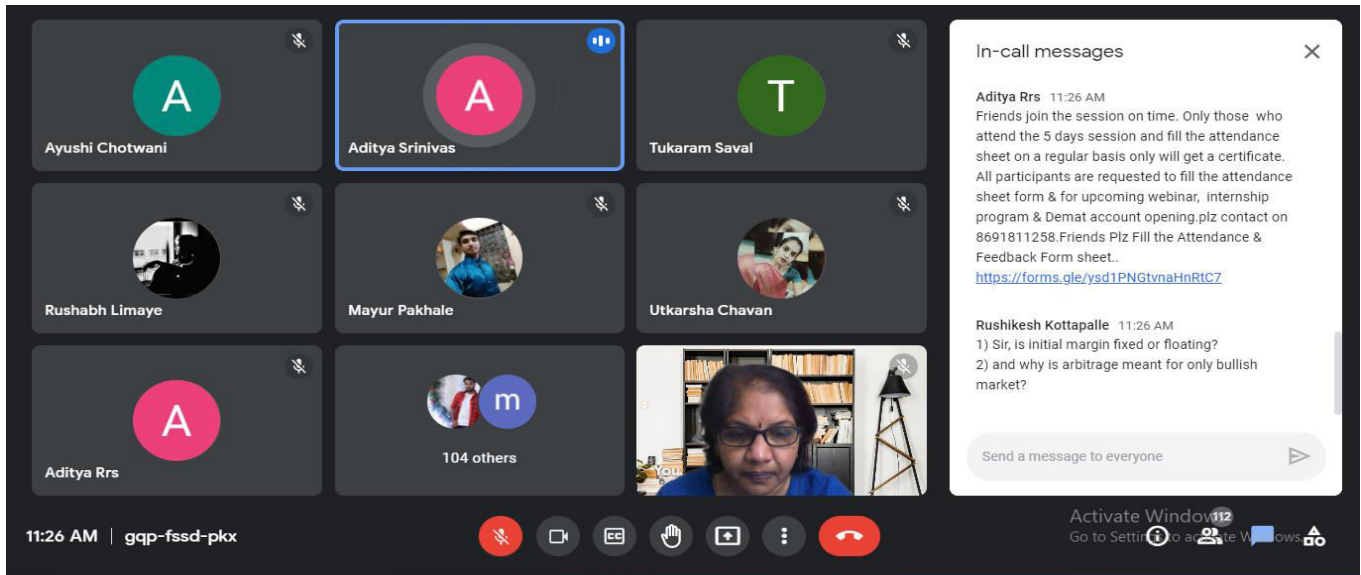 A
Ayushi Chotwani
A
Aditya Srinivas
T
Tukaram Saval
Rushabh Limaye
Mayur Pakhale
Utkarsha Chavan
A
Aditya Rrs
m
104 others
You
In-call messages
Aditya Rrs 11:26 AM
Friends join the session on time. Only those who
attend the 5 days session and fill the attendance
sheet on a regular basis only will get a certificate.
All participants are requested to fill the attendance
sheet form & for upcoming webinar, internship
program & Demat account opening.plz contact on
8691811258.Friends Plz Fill the Attendance &
Feedback Form sheet..
https://forms.gle/ysd1PNGtvnaHnRtC7
Rushikesh Kottapalle 11:26 AM
1) Sir, is initial margin fixed or floating?
2) and why is arbitrage meant for only bullish
market?
Send a message to everyone
11:26 AM | gqp-fssd-pkx
CC
Activate Windows
112
Go to Settings to activate Windows.